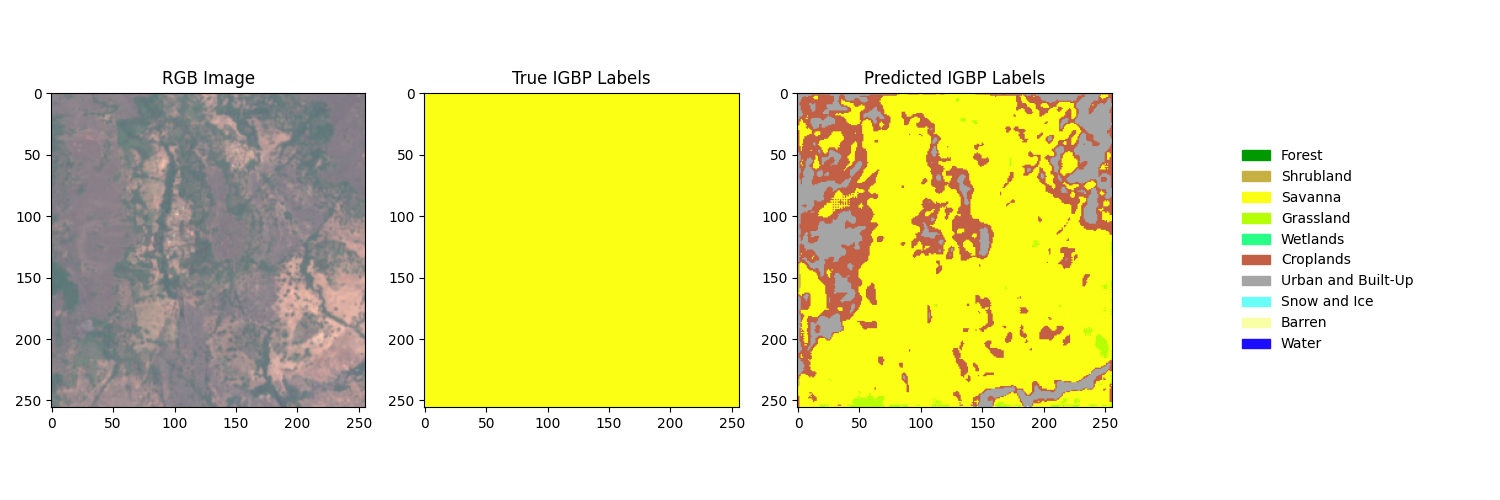 RGB Image
True IGBP Labels
Predicted IGBP Labels
0
50
100
150
200
250
0 50 100 150 200 250
0
50
100
150
200
250
0 50 100 150 200 250
0
50
100
150
200
250
0 50 100 150 200 250
Forest
Shrubland
Savanna
Grassland
Wetlands
Croplands
Urban and Built-Up
Snow and Ice
Barren
Water